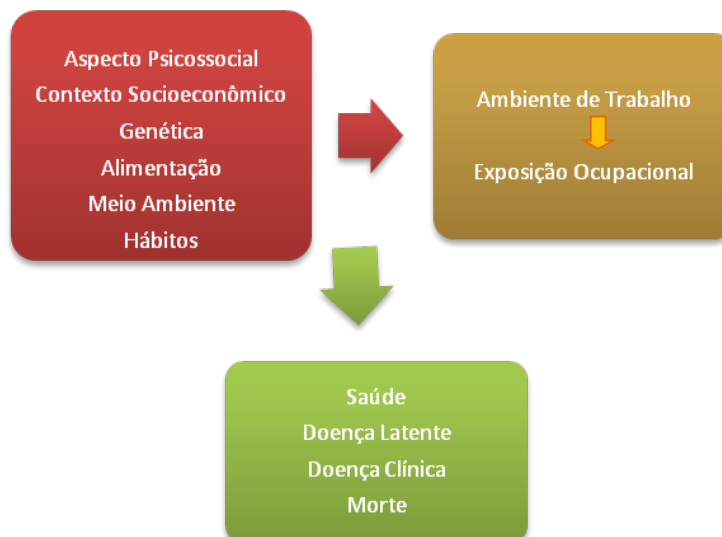 Aspecto Psicossocial
Contexto Socioeconômico
Genética
Alimentação
Meio Ambiente
Hábitos
Ambiente de Trabalho
Exposição Ocupacional
Saúde
Doença Latente
Doença Clínica
Morte